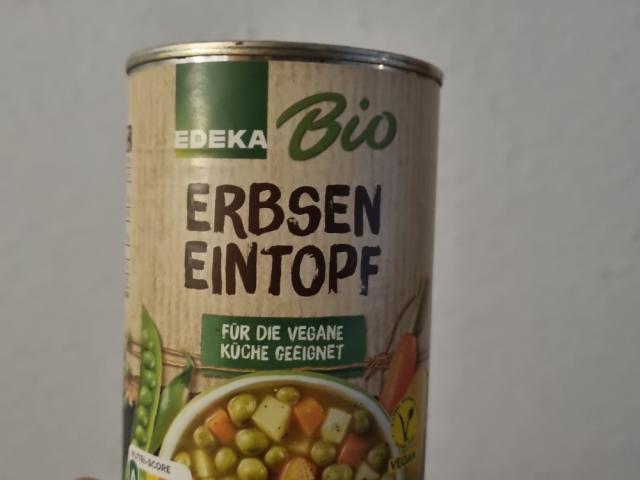 EDEKA Bio
ERBSEN
EINTOPF
FÜR DIE VEGANE
KÜCHE GEEIGNET
VEGAN
NUTRI-SCORE